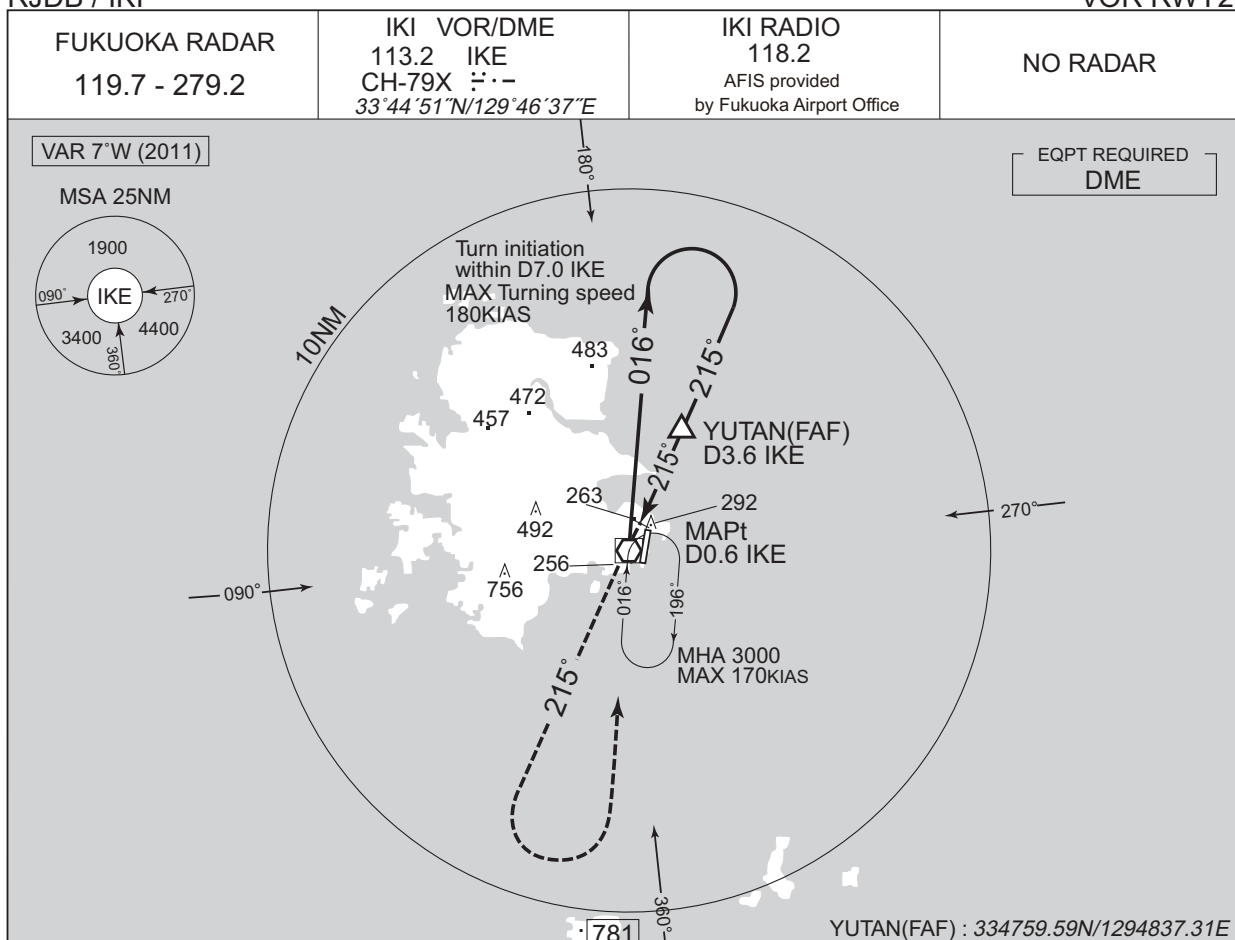 RJDB / IKI
VOR RWY2
FUKUOKA RADAR
119.7 - 279.2
IKI VOR/DME
113.2 IKE
CH-79X
33°44´51˝N/129°46´37˝E
IKI RADIO
118.2
AFIS provided
by Fukuoka Airport Office
NO RADAR
VAR 7°W (2011)
MSA 25NM
1900
090°
IKE
270°
3400
4400
360°
EQPT REQUIRED
DME
180°
Turn initiation
within D7.0 IKE
MAX Turning speed
180KIAS
10NM
483
016°
215°
472
457
YUTAN(FAF)
D3.6 IKE
215°
263
292
492
MAPt
D0.6 IKE
270°
256
756
090°
016°
196°
MHA 3000
MAX 170KIAS
215°
360°
781
YUTAN(FAF) : 334759.59N/1294837.31E